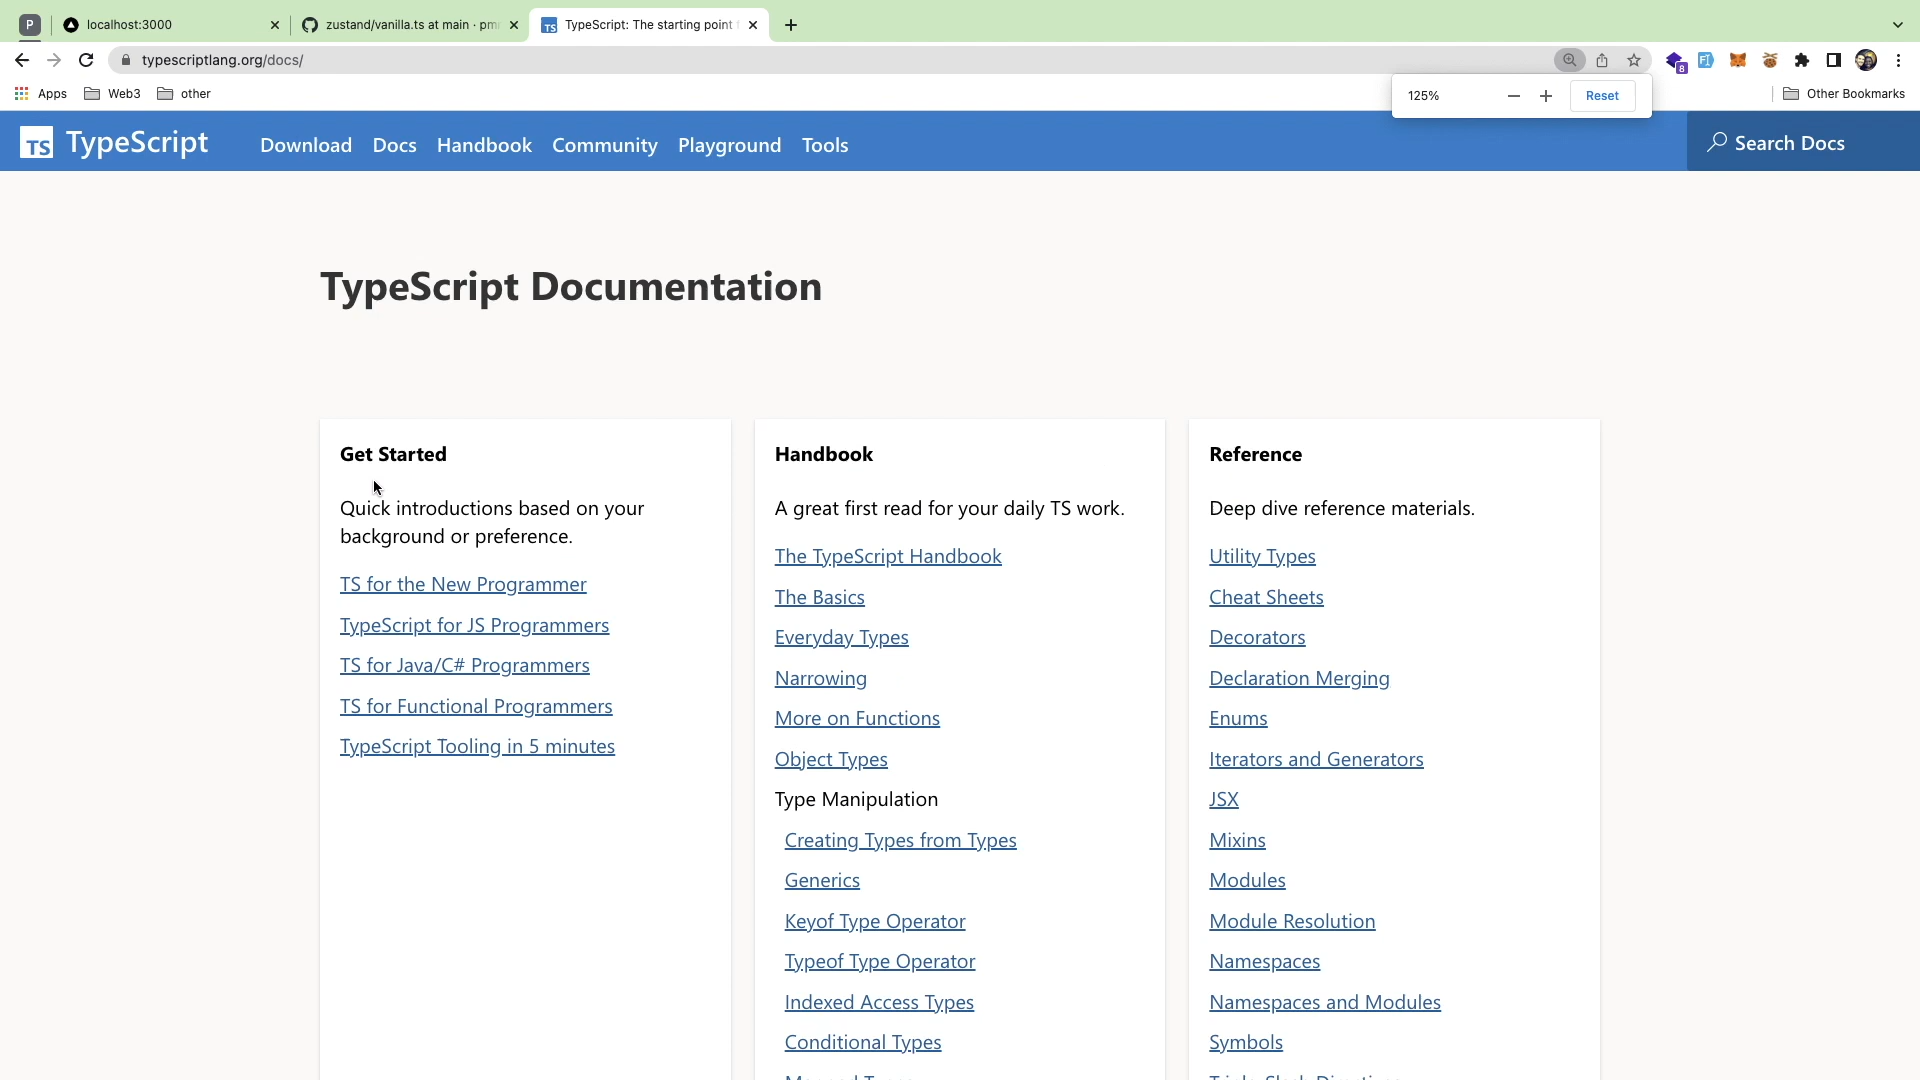 P
localhost:3000
zustand/vanilla.ts at main · pm
TS
TypeScript: The starting point
typescriptlang.org/docs/
8
Apps
Web3
other
125%
Reset
Other Bookmarks
TS
TypeScript
Download
Docs
Handbook
Community
Playground
Tools
Search Docs
TypeScript Documentation
Get Started
Quick introductions based on your
background or preference.
TS for the New Programmer
TypeScript for JS Programmers
TS for Java/C# Programmers
TS for Functional Programmers
TypeScript Tooling in 5 minutes
Handbook
A great first read for your daily TS work.
The TypeScript Handbook
The Basics
Everyday Types
Narrowing
More on Functions
Object Types
Type Manipulation
Creating Types from Types
Generics
Keyof Type Operator
Typeof Type Operator
Indexed Access Types
Conditional Types
Reference
Deep dive reference materials.
Utility Types
Cheat Sheets
Decorators
Declaration Merging
Enums
Iterators and Generators
JSX
Mixins
Modules
Module Resolution
Namespaces
Namespaces and Modules
Symbols